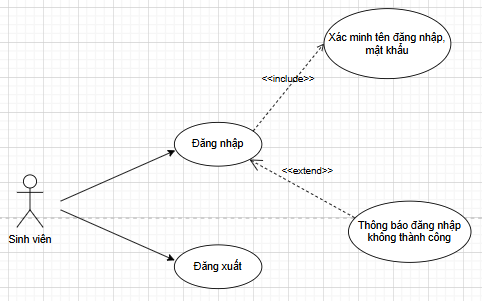 Xác minh tên đăng nhập,
mật khẩu
<<include>>
Đăng nhập
<<extend>>
Sinh viên
Thông báo đăng nhập
không thành công
Đăng xuất